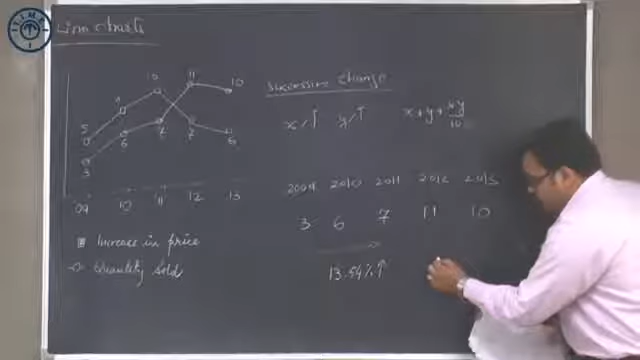 Line charts
10 11 10
9
5 6 7 7 6
3
09 10 11 12 13
Increase in price
Quantity Sold
Successive Change
x%↑ y%↑ x+y+xy/100
2009 2010 2011 2012 2013
3 6 7 11 10
13.54%↑